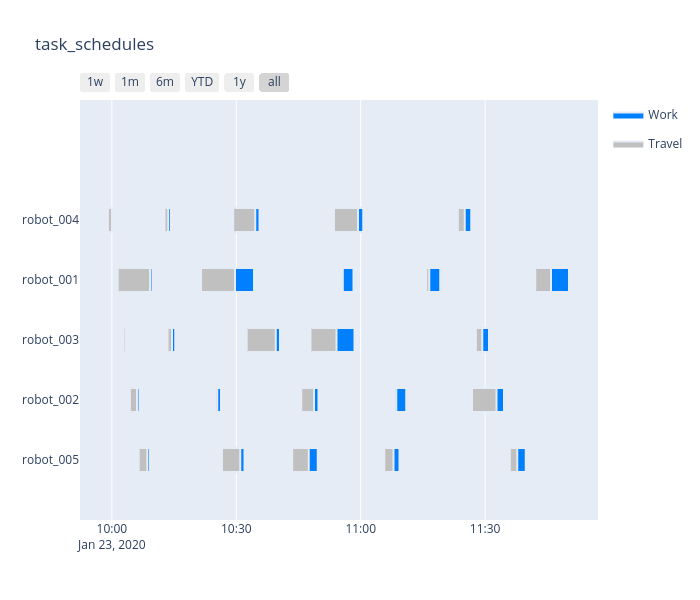 task_schedules
1w 1m 6m YTD 1y all
Work
Travel
robot_004
robot_001
robot_003
robot_002
robot_005
10:00 10:30 11:00 11:30
Jan 23, 2020